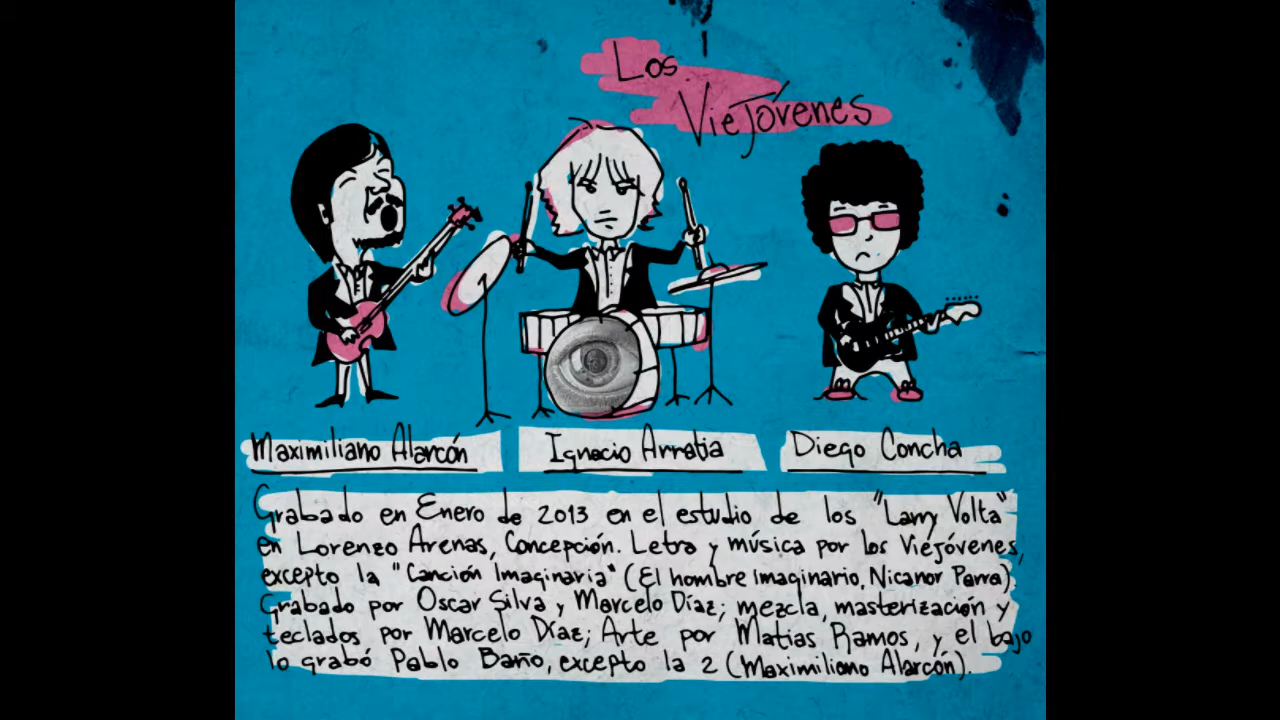 Los
VieJóvenes
Maximiliano Alarcón
Ignacio Arratia
Diego Concha
Grabado en Enero de 2013 en el estudio de los "Larry Volta"
en Lorenzo Arenas, Concepción. Letra y música por los VieJóvenes,
excepto la "Canción Imaginaria" (El hombre Imaginario, Nicanor Parra).
Grabado por Oscar Silva y Marcelo Díaz; mezcla, masterización y
teclados por Marcelo Díaz; Arte por Matías Ramos, y el bajo
lo grabó Pablo Baño, excepto la 2 (Maximiliano Alarcón).